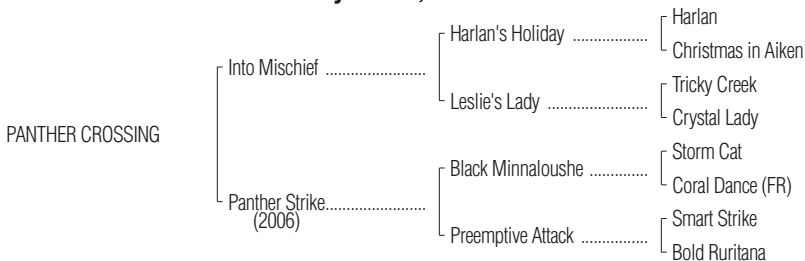 Harlan
Harlan's Holiday .................
Christmas in Aiken
Into Mischief ........................
Tricky Creek
Leslie's Lady .......................
Crystal Lady
PANTHER CROSSING
Storm Cat
Black Minnaloushe ..............
Coral Dance (FR)
Panther Strike........................
(2006)
Smart Strike
Preemptive Attack ................
Bold Ruritana